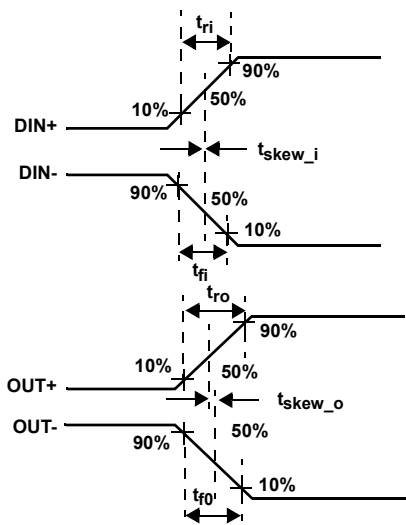 tri
90%
10%
50%
DIN+
tskew_i
DIN-
90%
50%
10%
tfi
tro
90%
10%
50%
OUT+
tskew_o
OUT-
90%
50%
10%
tf0